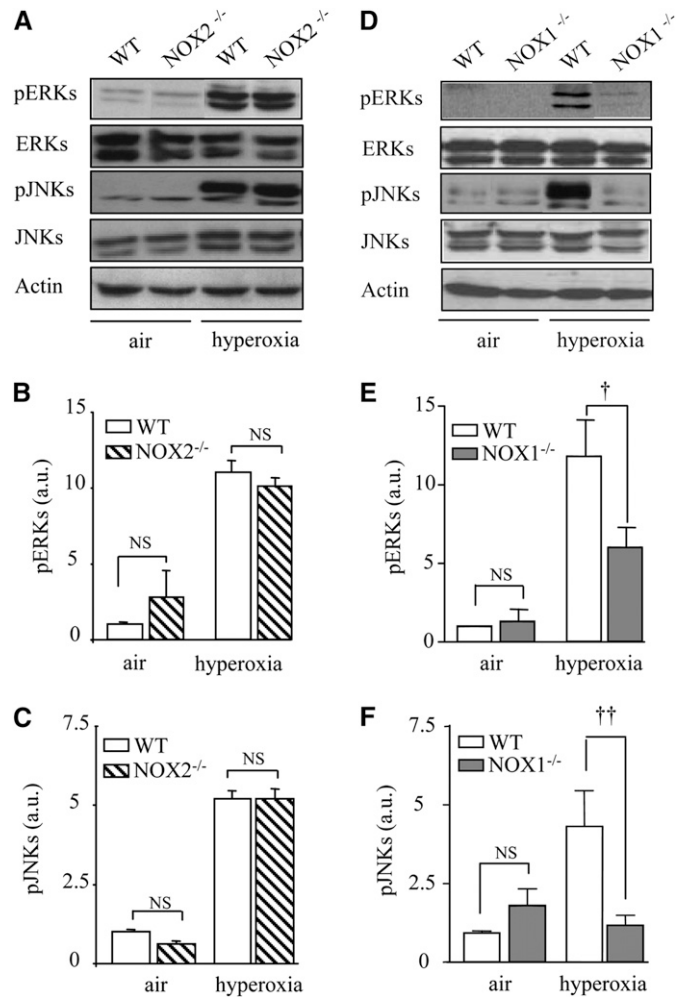 A
WT NOX2-/- WT NOX2-/-
pERKs
ERKs
pJNKs
JNKs
Actin
air hyperoxia
D
WT NOX1-/- WT NOX1-/-
pERKs
ERKs
pJNKs
JNKs
Actin
air hyperoxia
B
pERKs (a.u.)
15
10
5
0
WT
NOX2-/-
NS
NS
air hyperoxia
E
pERKs (a.u.)
15
10
5
0
WT
NOX1-/-
NS
†
air hyperoxia
C
pJNKs (a.u.)
7.5
5
2.5
0
WT
NOX2-/-
NS
NS
air hyperoxia
F
pJNKs (a.u.)
7.5
5
2.5
0
WT
NOX1-/-
NS
††
air hyperoxia